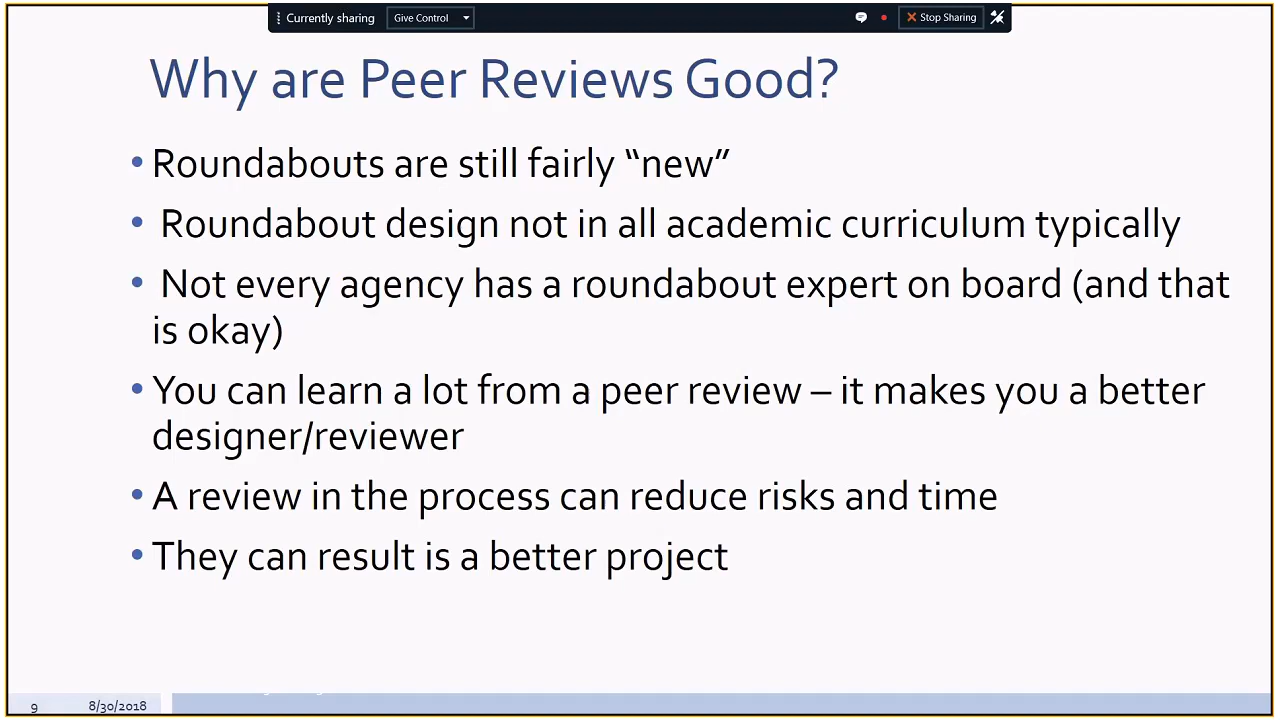 Currently sharing Give Control Stop Sharing
Why are Peer Reviews Good?
• Roundabouts are still fairly “new”
• Roundabout design not in all academic curriculum typically
• Not every agency has a roundabout expert on board (and that
is okay)
• You can learn a lot from a peer review – it makes you a better
designer/reviewer
• A review in the process can reduce risks and time
• They can result is a better project
9 8/30/2018